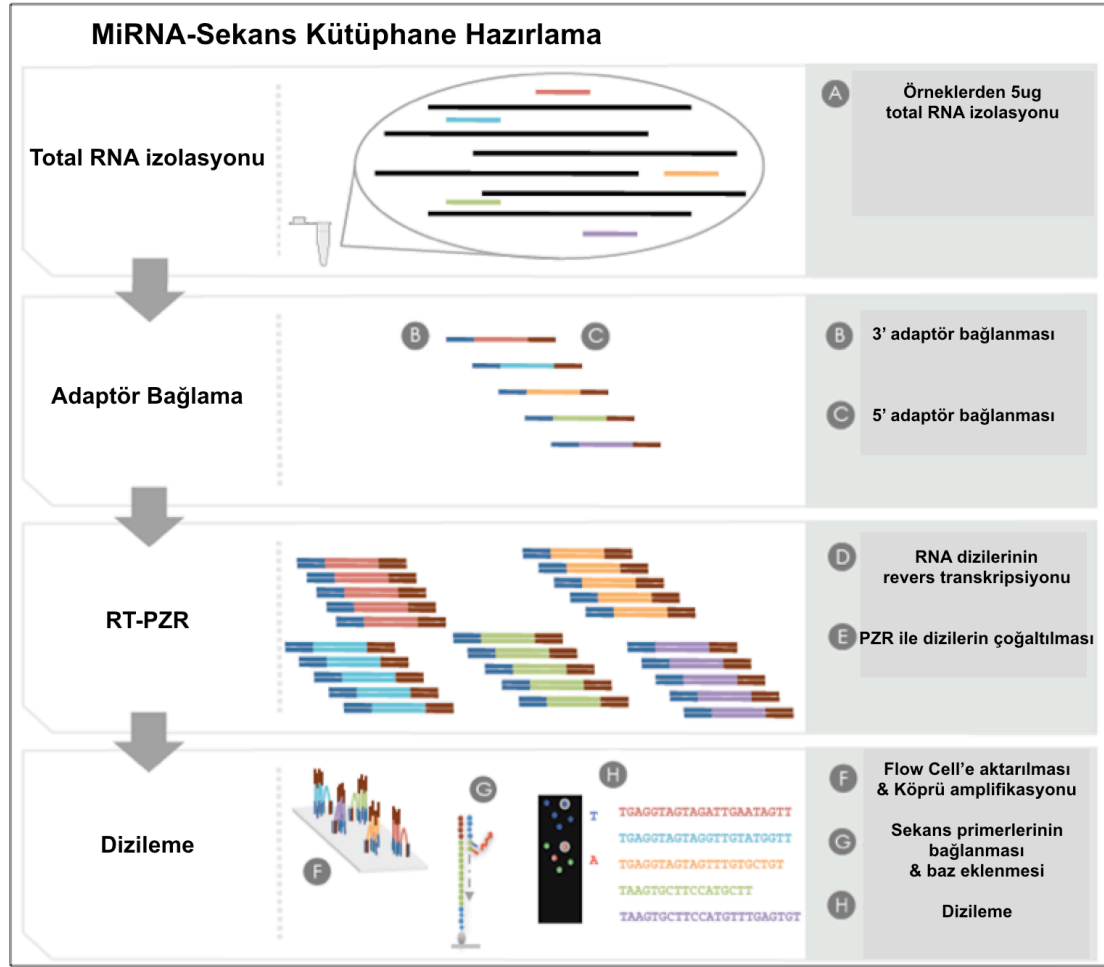 MiRNA-Sekans Kütüphane Hazırlama
Total RNA izolasyonu
A
Örneklerden 5ug
total RNA izolasyonu
Adaptör Bağlama
B
C
B
3’ adaptör bağlanması
C
5’ adaptör bağlanması
RT-PZR
D
RNA dizilerinin
revers transkripsiyonu
E
PZR ile dizilerin çoğaltılması
Dizileme
F
G
H
T
A
TGAGGTAGTAGATTGAATAGTT
TGAGGTAGTAGGTTGTATGGTT
TGAGGTAGTAGTTTGTGCTGT
TAAGTGCTTCCATGCTT
TAAGTGCTTCCATGTTTGAGTGT
F
Flow Cell’e aktarılması
& Köprü amplifikasyonu
G
Sekans primerlerinin
bağlanması
& baz eklenmesi
H
Dizileme